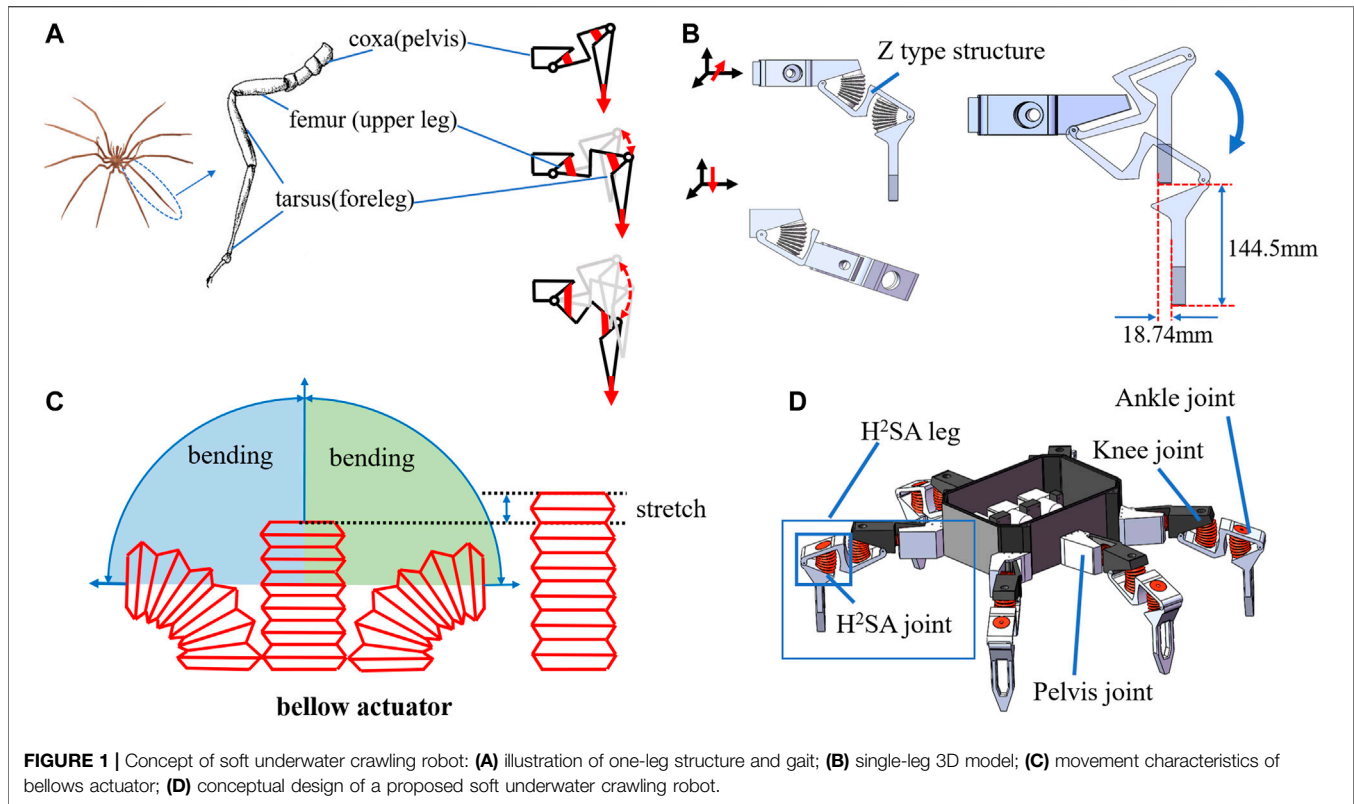 A
coxa(pelvis)
femur (upper leg)
tarsus(foreleg)
B
Z type structure
144.5mm
18.74mm
C
bending
bending
stretch
bellow actuator
D
H²SA leg
Ankle joint
Knee joint
H²SA joint
Pelvis joint
FIGURE 1 | Concept of soft underwater crawling robot: (A) illustration of one-leg structure and gait; (B) single-leg 3D model; (C) movement characteristics of
bellows actuator; (D) conceptual design of a proposed soft underwater crawling robot.